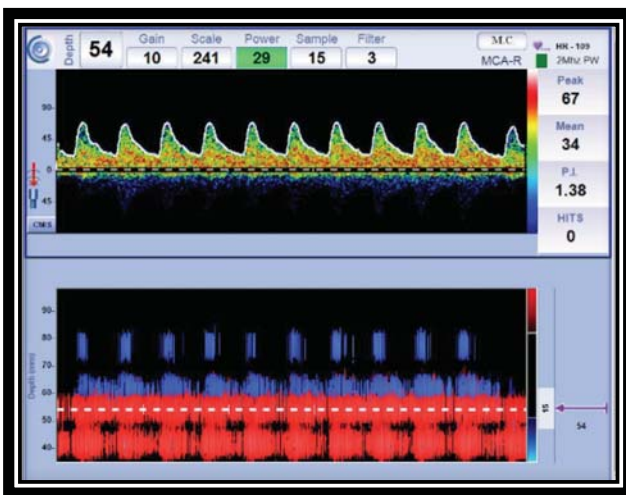 Depth 54 Gain 10 Scale 241 Power 29 Sample 15 Filter 3
M.C
MCA-R
HR - 109
2Mhz PW
Peak
67
Mean
34
P.I.
1.38
HITS
0
90
45
0
45
CM/S
Depth (mm)
90
80
70
60
50
40
15
54